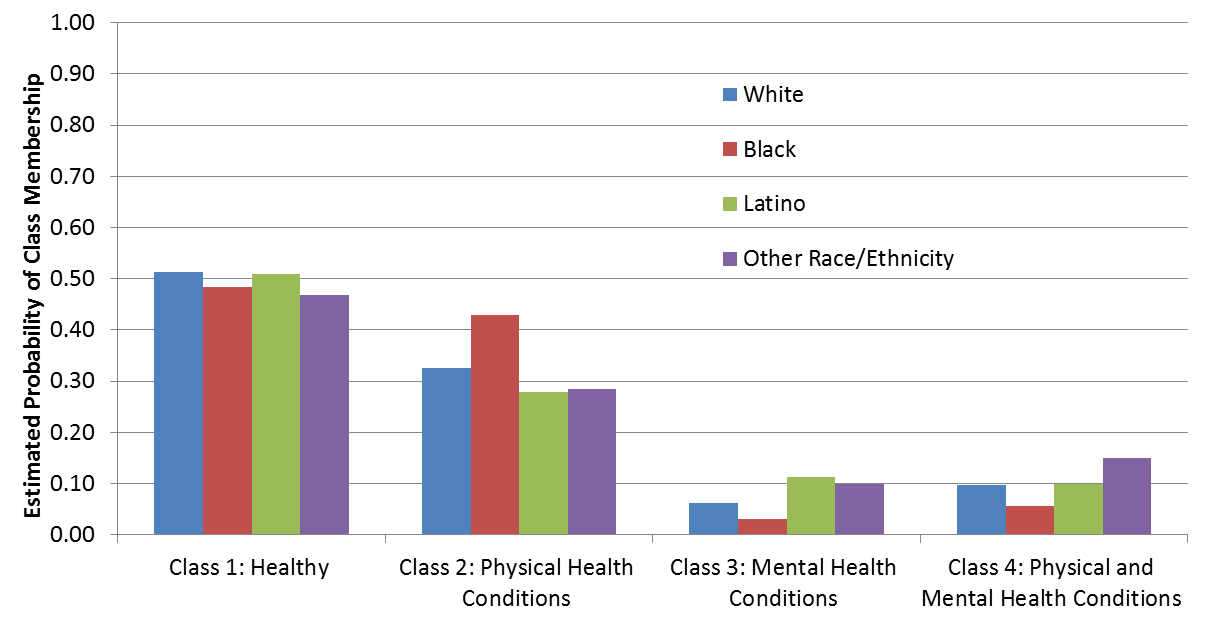 Estimated Probability of Class Membership
1.00
0.90
0.80
0.70
0.60
0.50
0.40
0.30
0.20
0.10
0.00
White
Black
Latino
Other Race/Ethnicity
Class 1: Healthy
Class 2: Physical Health
Conditions
Class 3: Mental Health
Conditions
Class 4: Physical and
Mental Health Conditions